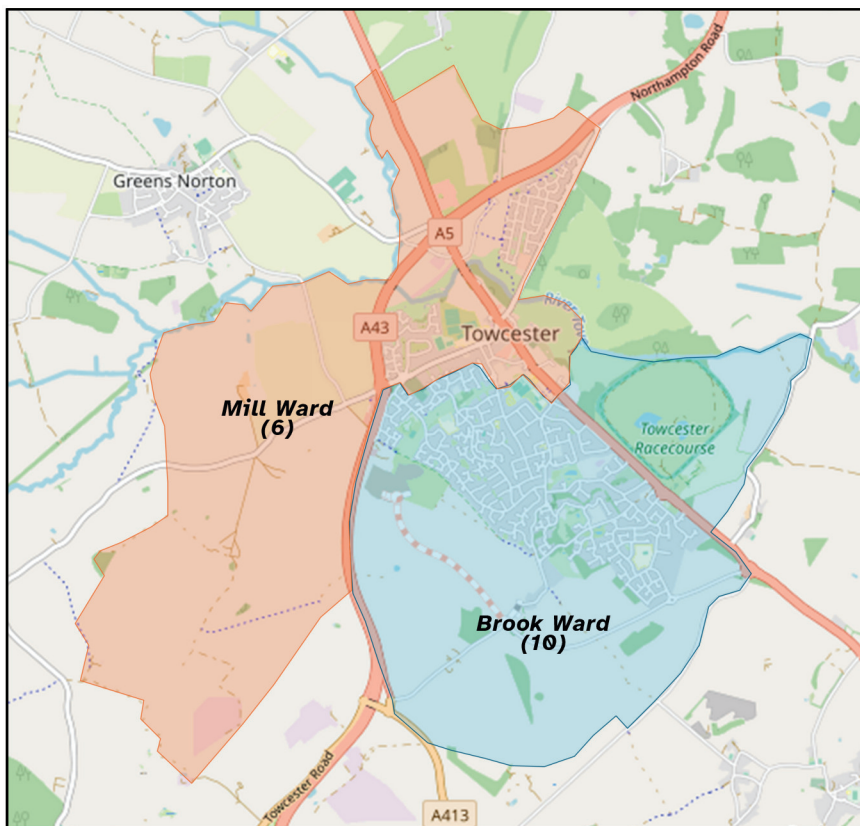 Northampton Road
Greens Norton
A5
River Tov
A43
Towcester
Mill Ward
(6)
Towcester
Racecourse
Brook Ward
(10)
Towcester Road
A413